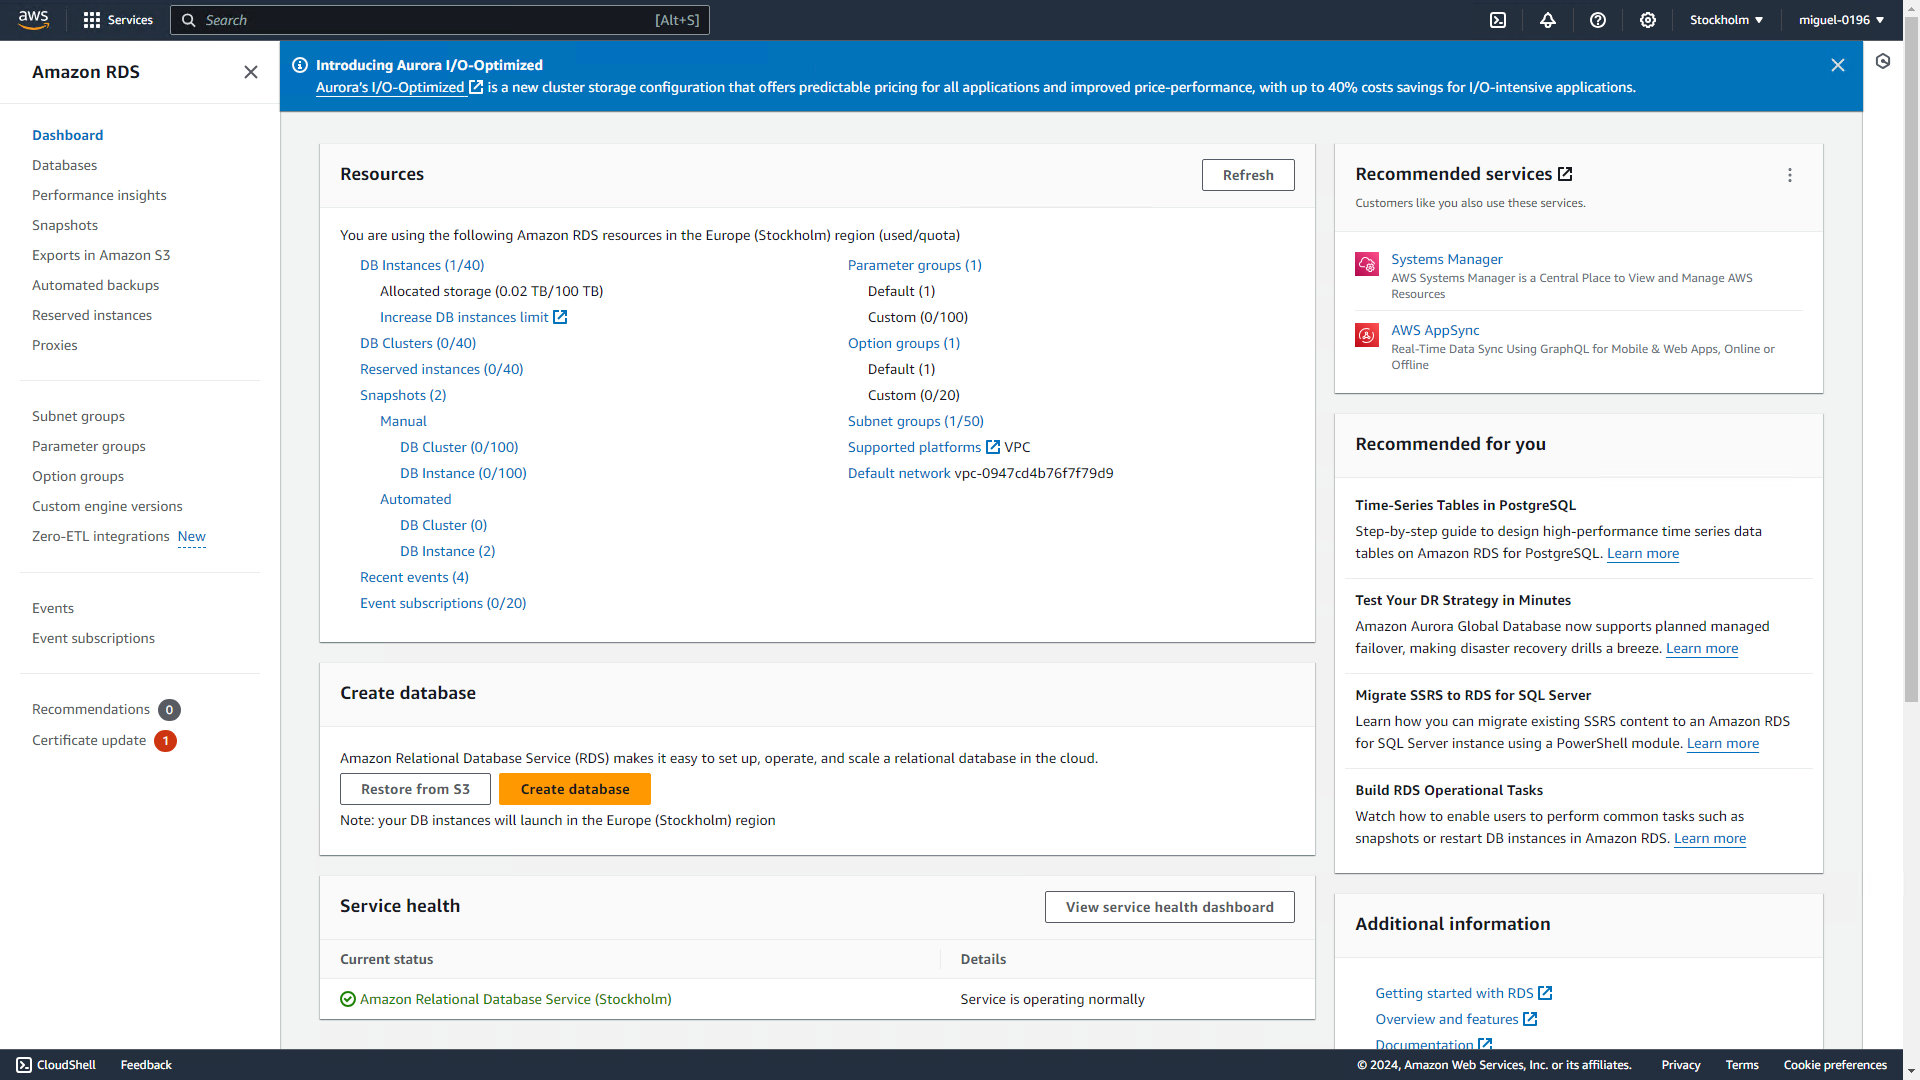 aws
Services
Search
[Alt+S]
Stockholm ▼
miguel-0196 ▼
Amazon RDS
Dashboard
Databases
Performance insights
Snapshots
Exports in Amazon S3
Automated backups
Reserved instances
Proxies
Subnet groups
Parameter groups
Option groups
Custom engine versions
Zero-ETL integrations New
Events
Event subscriptions
Recommendations 0
Certificate update 1
Introducing Aurora I/O-Optimized
Aurora's I/O-Optimized is a new cluster storage configuration that offers predictable pricing for all applications and improved price-performance, with up to 40% costs savings for I/O-intensive applications.
Resources
Refresh
You are using the following Amazon RDS resources in the Europe (Stockholm) region (used/quota)
DB Instances (1/40)
Allocated storage (0.02 TB/100 TB)
Increase DB instances limit
DB Clusters (0/40)
Reserved instances (0/40)
Snapshots (2)
Manual
DB Cluster (0/100)
DB Instance (0/100)
Automated
DB Cluster (0)
DB Instance (2)
Recent events (4)
Event subscriptions (0/20)
Parameter groups (1)
Default (1)
Custom (0/100)
Option groups (1)
Default (1)
Custom (0/20)
Subnet groups (1/50)
Supported platforms VPC
Default network vpc-0947cd4b76f7f79d9
Create database
Amazon Relational Database Service (RDS) makes it easy to set up, operate, and scale a relational database in the cloud.
Restore from S3
Create database
Note: your DB instances will launch in the Europe (Stockholm) region
Service health
View service health dashboard
Current status
Details
Amazon Relational Database Service (Stockholm)
Service is operating normally
Recommended services
Customers like you also use these services.
Systems Manager
AWS Systems Manager is a Central Place to View and Manage AWS
Resources
AWS AppSync
Real-Time Data Sync Using GraphQL for Mobile & Web Apps, Online or
Offline
Recommended for you
Time-Series Tables in PostgreSQL
Step-by-step guide to design high-performance time series data
tables on Amazon RDS for PostgreSQL. Learn more
Test Your DR Strategy in Minutes
Amazon Aurora Global Database now supports planned managed
failover, making disaster recovery drills a breeze. Learn more
Migrate SSRS to RDS for SQL Server
Learn how you can migrate existing SSRS content to an Amazon RDS
for SQL Server instance using a PowerShell module. Learn more
Build RDS Operational Tasks
Watch how to enable users to perform common tasks such as
snapshots or restart DB instances in Amazon RDS. Learn more
Additional information
Getting started with RDS
Overview and features
Documentation
CloudShell
Feedback
© 2024, Amazon Web Services, Inc. or its affiliates.
Privacy
Terms
Cookie preferences